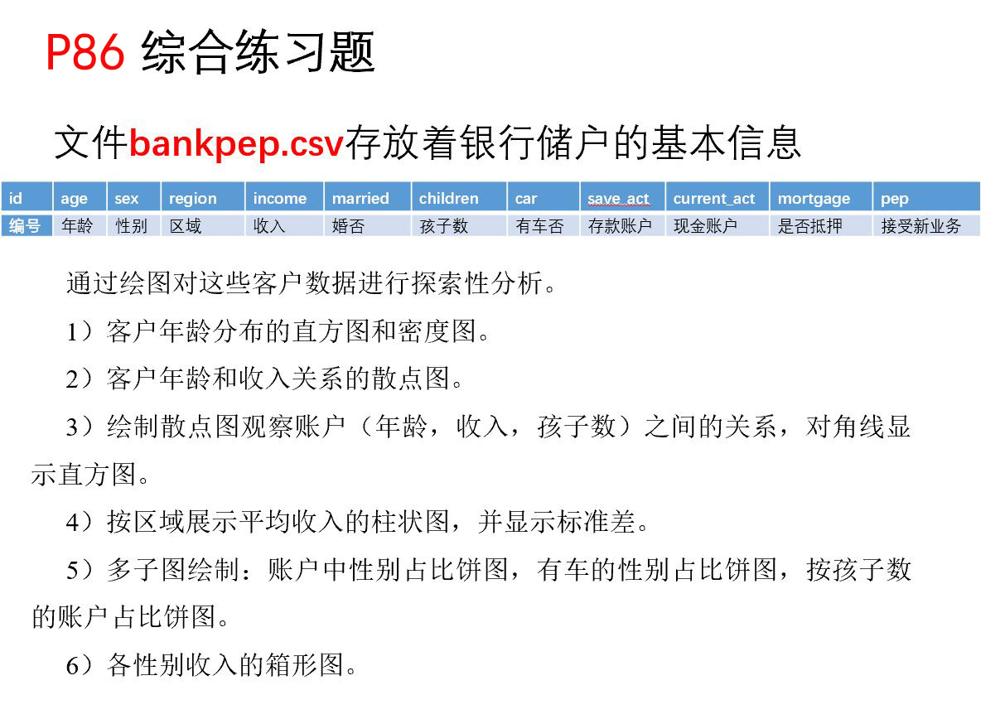 P86 综合练习题
文件bankpep.csv存放着银行储户的基本信息
id age sex region income married children car save_act current_act mortgage pep
编号 年龄 性别 区域 收入 婚否 孩子数 有车否 存款账户 现金账户 是否抵押 接受新业务
通过绘图对这些客户数据进行探索性分析。
1）客户年龄分布的直方图和密度图。
2）客户年龄和收入关系的散点图。
3）绘制散点图观察账户（年龄，收入，孩子数）之间的关系，对角线显
示直方图。
4）按区域展示平均收入的柱状图，并显示标准差。
5）多子图绘制：账户中性别占比饼图，有车的性别占比饼图，按孩子数
的账户占比饼图。
6）各性别收入的箱形图。